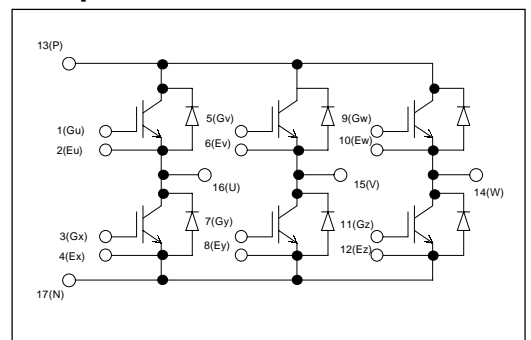 13(P)
1(Gu)
2(Eu)
5(Gv)
6(Ev)
9(Gw)
10(Ew)
16(U)
15(V)
14(W)
3(Gx)
4(Ex)
7(Gy)
8(Ey)
11(Gz)
12(Ez)
17(N)